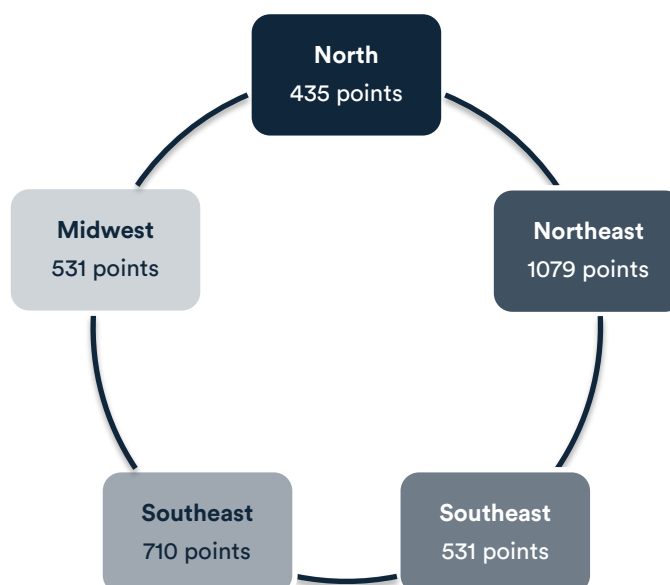 North
435 points
Midwest
531 points
Northeast
1079 points
Southeast
710 points
Southeast
531 points